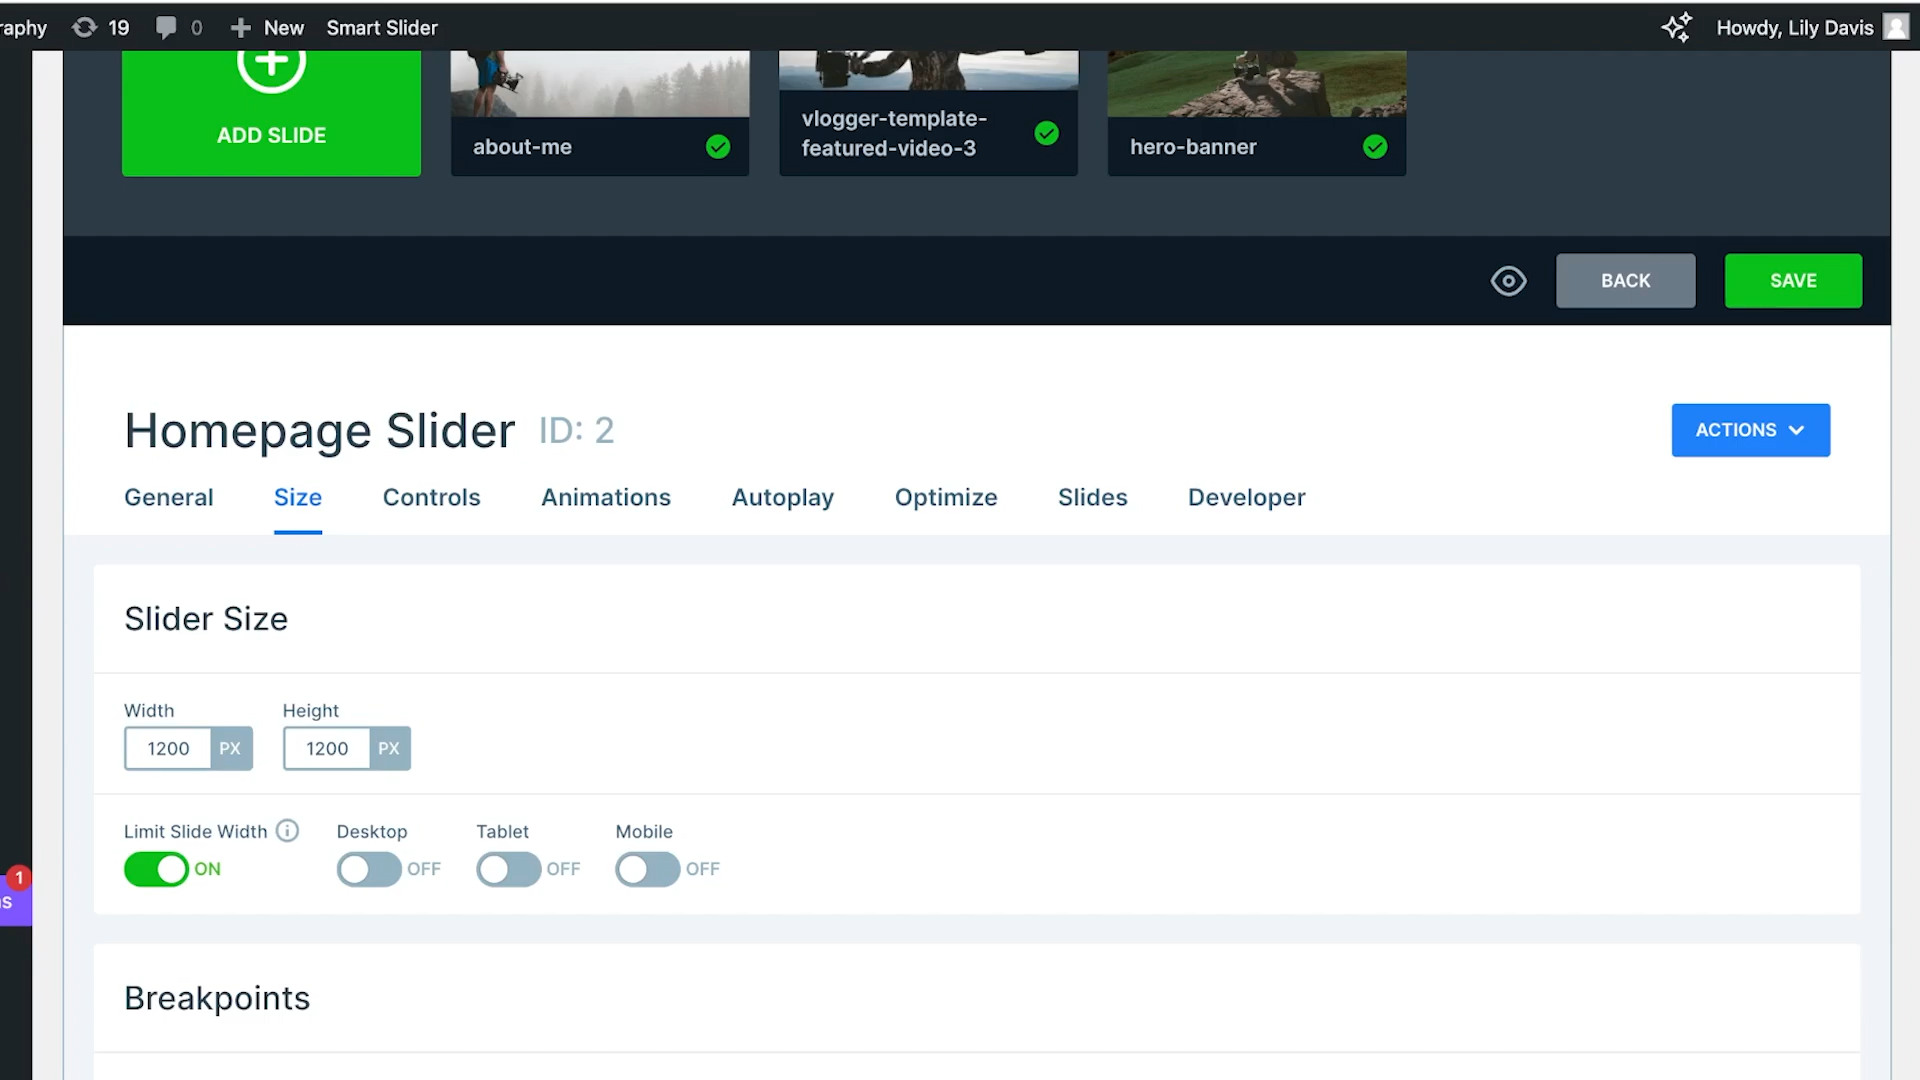 raphy 19 0 New Smart Slider Howdy, Lily Davis
ADD SLIDE
about-me
vlogger-template-
featured-video-3
hero-banner
BACK SAVE
Homepage Slider ID: 2
ACTIONS
General Size Controls Animations Autoplay Optimize Slides Developer
Slider Size
Width Height
1200 PX 1200 PX
Limit Slide Width Desktop Tablet Mobile
ON OFF OFF OFF
1
s
Breakpoints